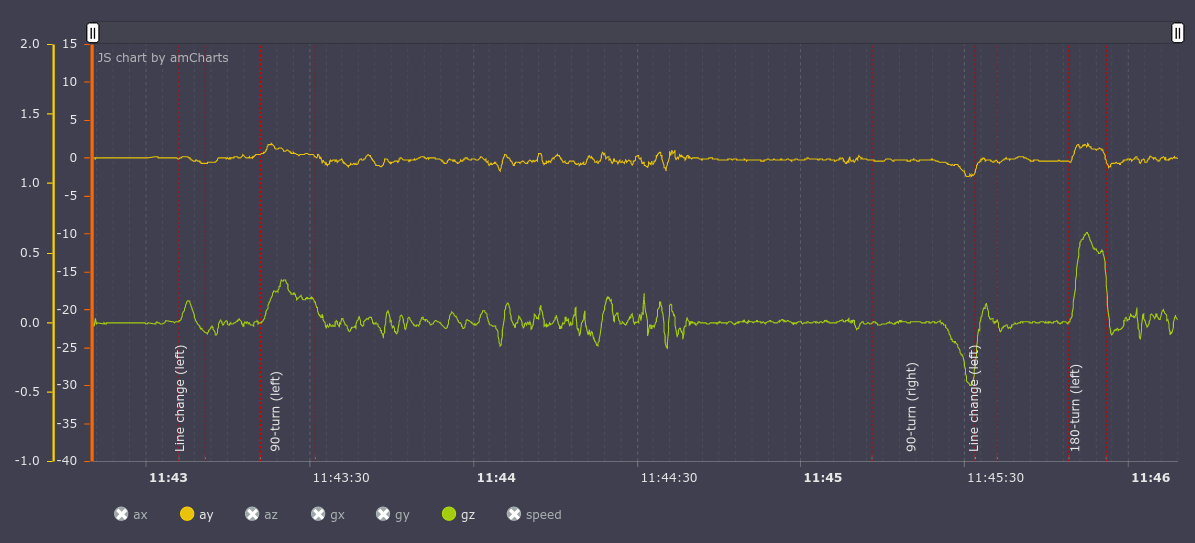 JS chart by amCharts
2.0
1.5
1.0
0.5
0.0
-0.5
-1.0
15
10
5
0
-5
-10
-15
-20
-25
-30
-35
-40
Line change (left)
90-turn (left)
90-turn (right)
Line change (left)
180-turn (left)
11:43
11:43:30
11:44
11:44:30
11:45
11:45:30
11:46
ax
ay
az
gx
gy
gz
speed